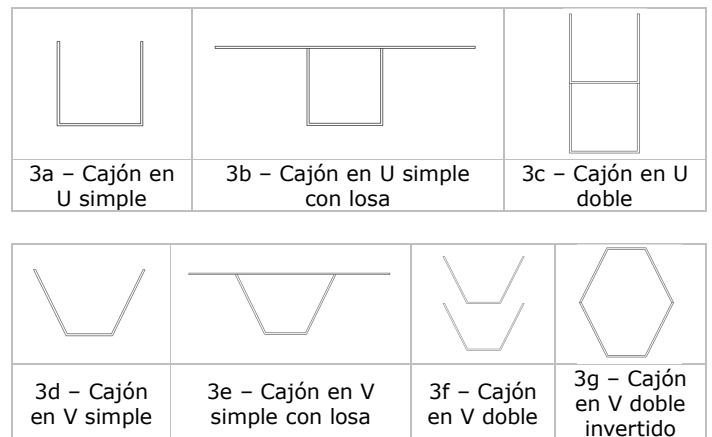 3a – Cajón en
U simple
3b – Cajón en U simple
con losa
3c – Cajón en U
doble
3d – Cajón
en V simple
3e – Cajón en V
simple con losa
3f – Cajón
en V doble
3g – Cajón
en V doble
invertido